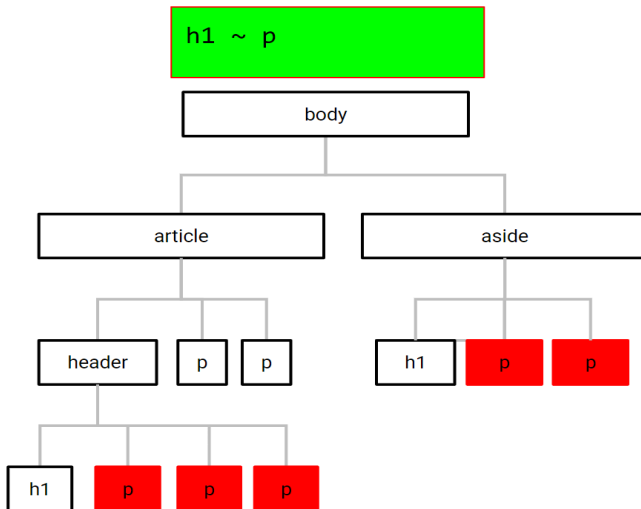 h1 ~ p
body
article aside
header p p h1 p p
h1 p p p